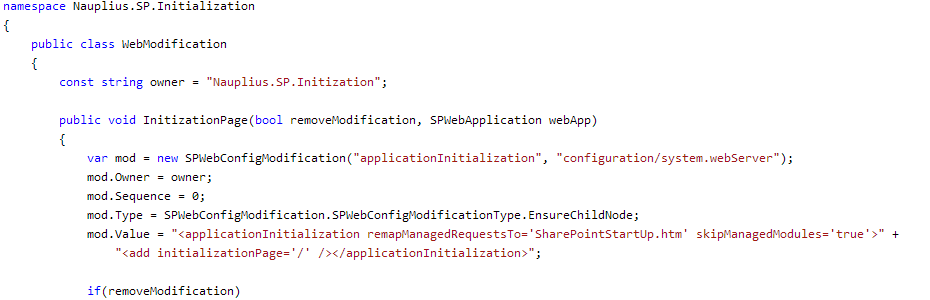 namespace Nauplius.SP.Initialization
{
public class WebModification
{
const string owner = "Nauplius.SP.Initization";
public void InitizationPage(bool removeModification, SPWebApplication webApp)
{
var mod = new SPWebConfigModification("applicationInitialization", "configuration/system.webServer");
mod.Owner = owner;
mod.Sequence = 0;
mod.Type = SPWebConfigModification.SPWebConfigModificationType.EnsureChildNode;
mod.Value = "<applicationInitialization remapManagedRequestsTo='SharePointStartUp.htm' skipManagedModules='true'>" +
"<add initializationPage='/' /></applicationInitialization>";
if(removeModification)